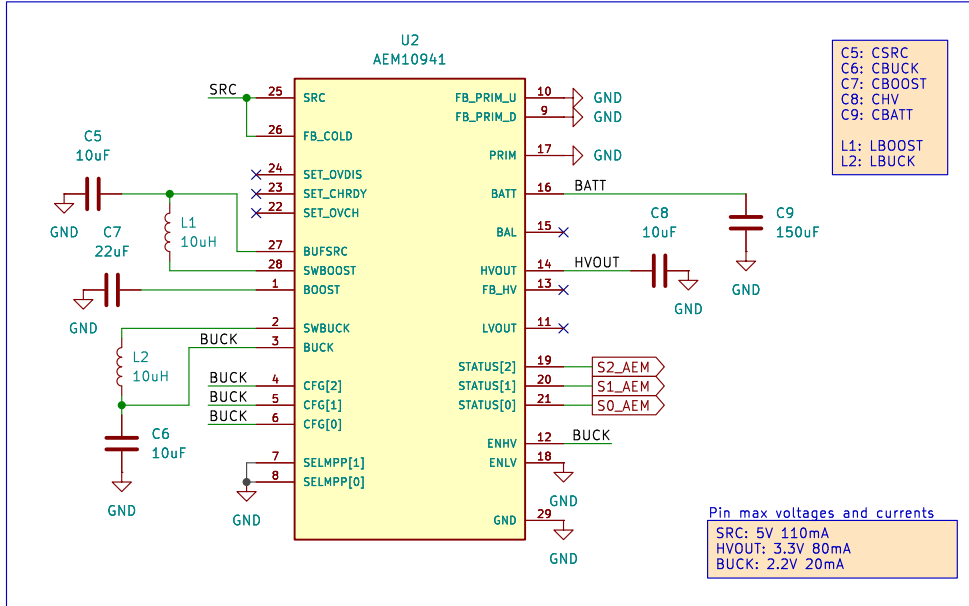 U2
AEM10941
C5: CSRC
C6: CBUCK
C7: CBOOST
C8: CHV
C9: CBATT
L1: LBOOST
L2: LBUCK
SRC 25 SRC
26 FB_COLD
24 SET_OVDIS
23 SET_CHRDY
22 SET_OVCH
27 BUFSRC
28 SWBOOST
1 BOOST
2 SWBUCK
BUCK 3 BUCK
BUCK 4 CFG[2]
BUCK 5 CFG[1]
BUCK 6 CFG[0]
7 SELMPP[1]
8 SELMPP[0]
GND
C5
10uF
GND
L1
10uH
C7
22uF
GND
L2
10uH
C6
10uF
GND
FB_PRIM_U 10 GND
FB_PRIM_D 9 GND
PRIM 17 GND
BATT 16 BATT
BAL 15
HVOUT 14 HVOUT
FB_HV 13
LVOUT 11
STATUS[2] 19 S2_AEM
STATUS[1] 20 S1_AEM
STATUS[0] 21 S0_AEM
ENHV 12 BUCK
ENLV 18
GND
GND 29
GND
C8
10uF
GND
C9
150uF
GND
Pin max voltages and currents
SRC: 5V 110mA
HVOUT: 3.3V 80mA
BUCK: 2.2V 20mA